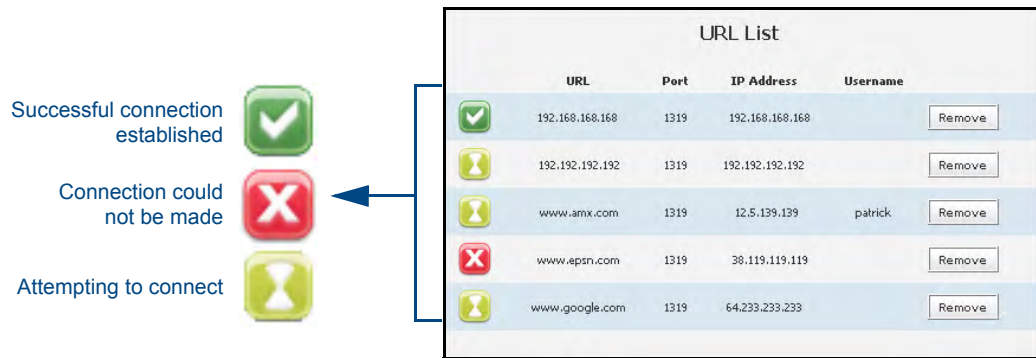 Successful connection
established
Connection could
not be made
Attempting to connect
URL List
URL Port IP Address Username
192.168.168.168 1319 192.168.168.168 Remove
192.192.192.192 1319 192.192.192.192 Remove
www.amx.com 1319 12.5.139.139 patrick Remove
www.epsn.com 1319 38.119.119.119 Remove
www.google.com 1319 64.233.233.233 Remove